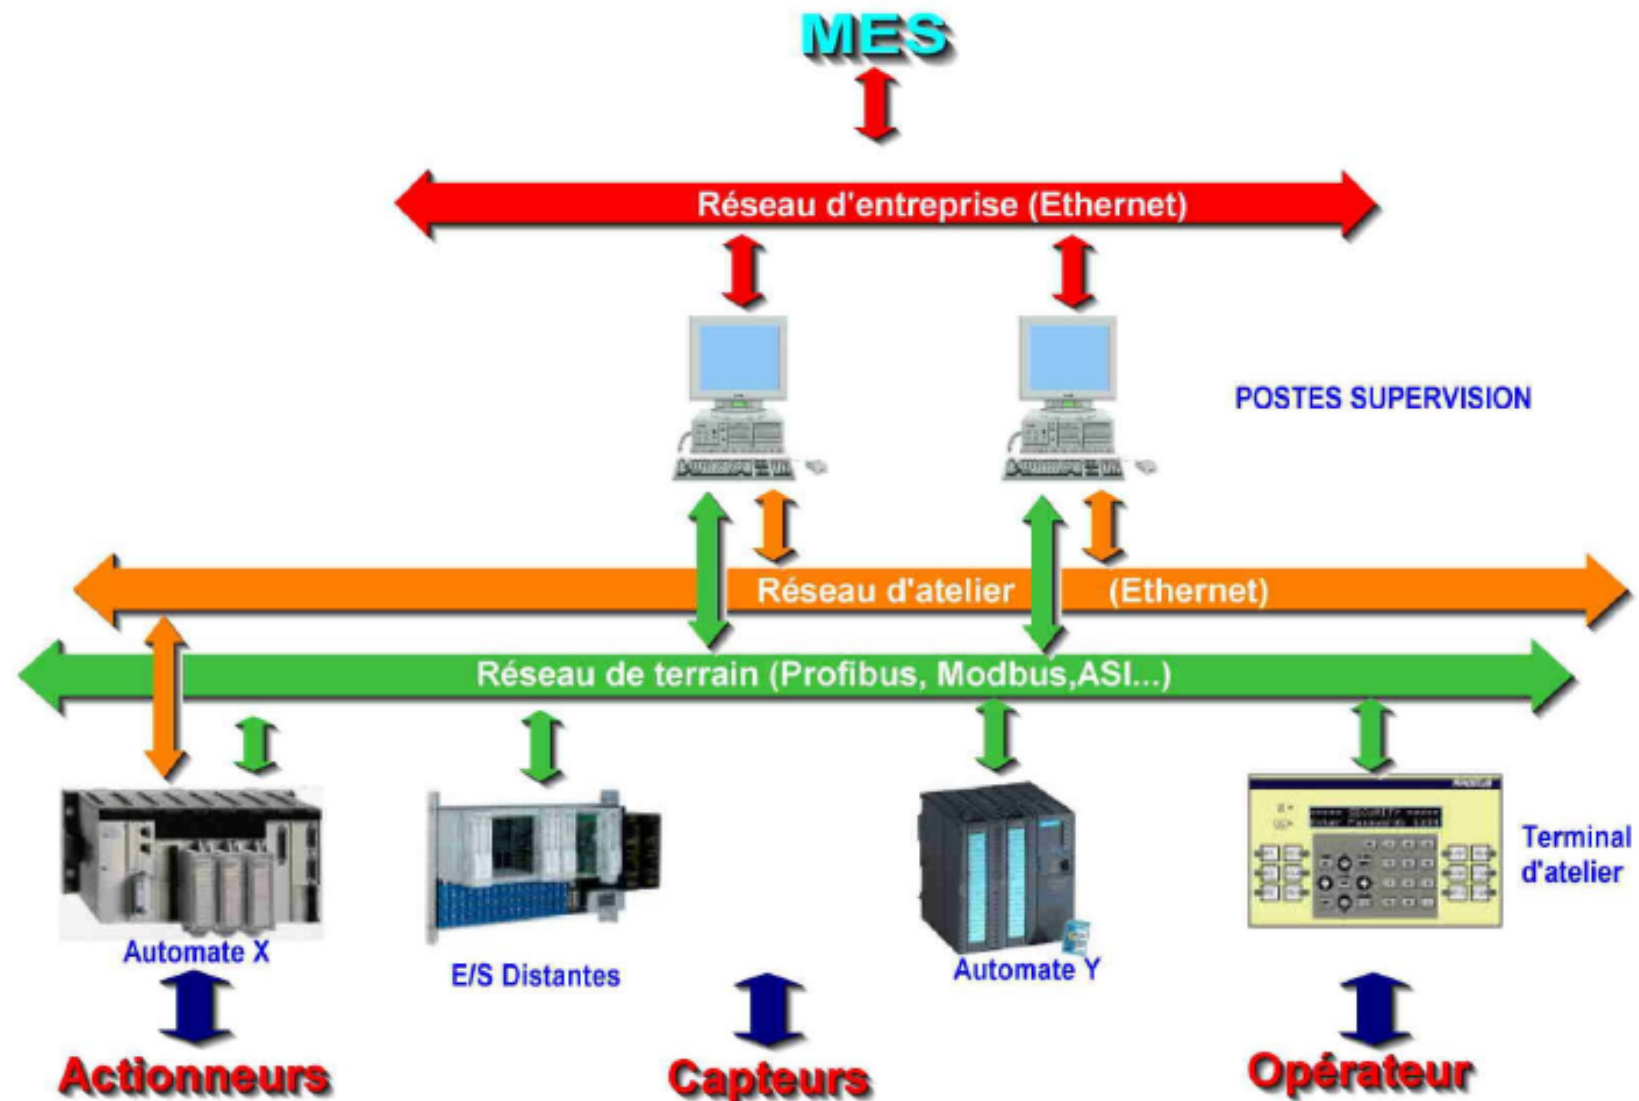 MES
Réseau d'entreprise (Ethernet)
POSTES SUPERVISION
Réseau d'atelier (Ethernet)
Réseau de terrain (Profibus, Modbus,ASI...)
Automate X
E/S Distantes
Automate Y
Terminal
d'atelier
Actionneurs
Capteurs
Opérateur